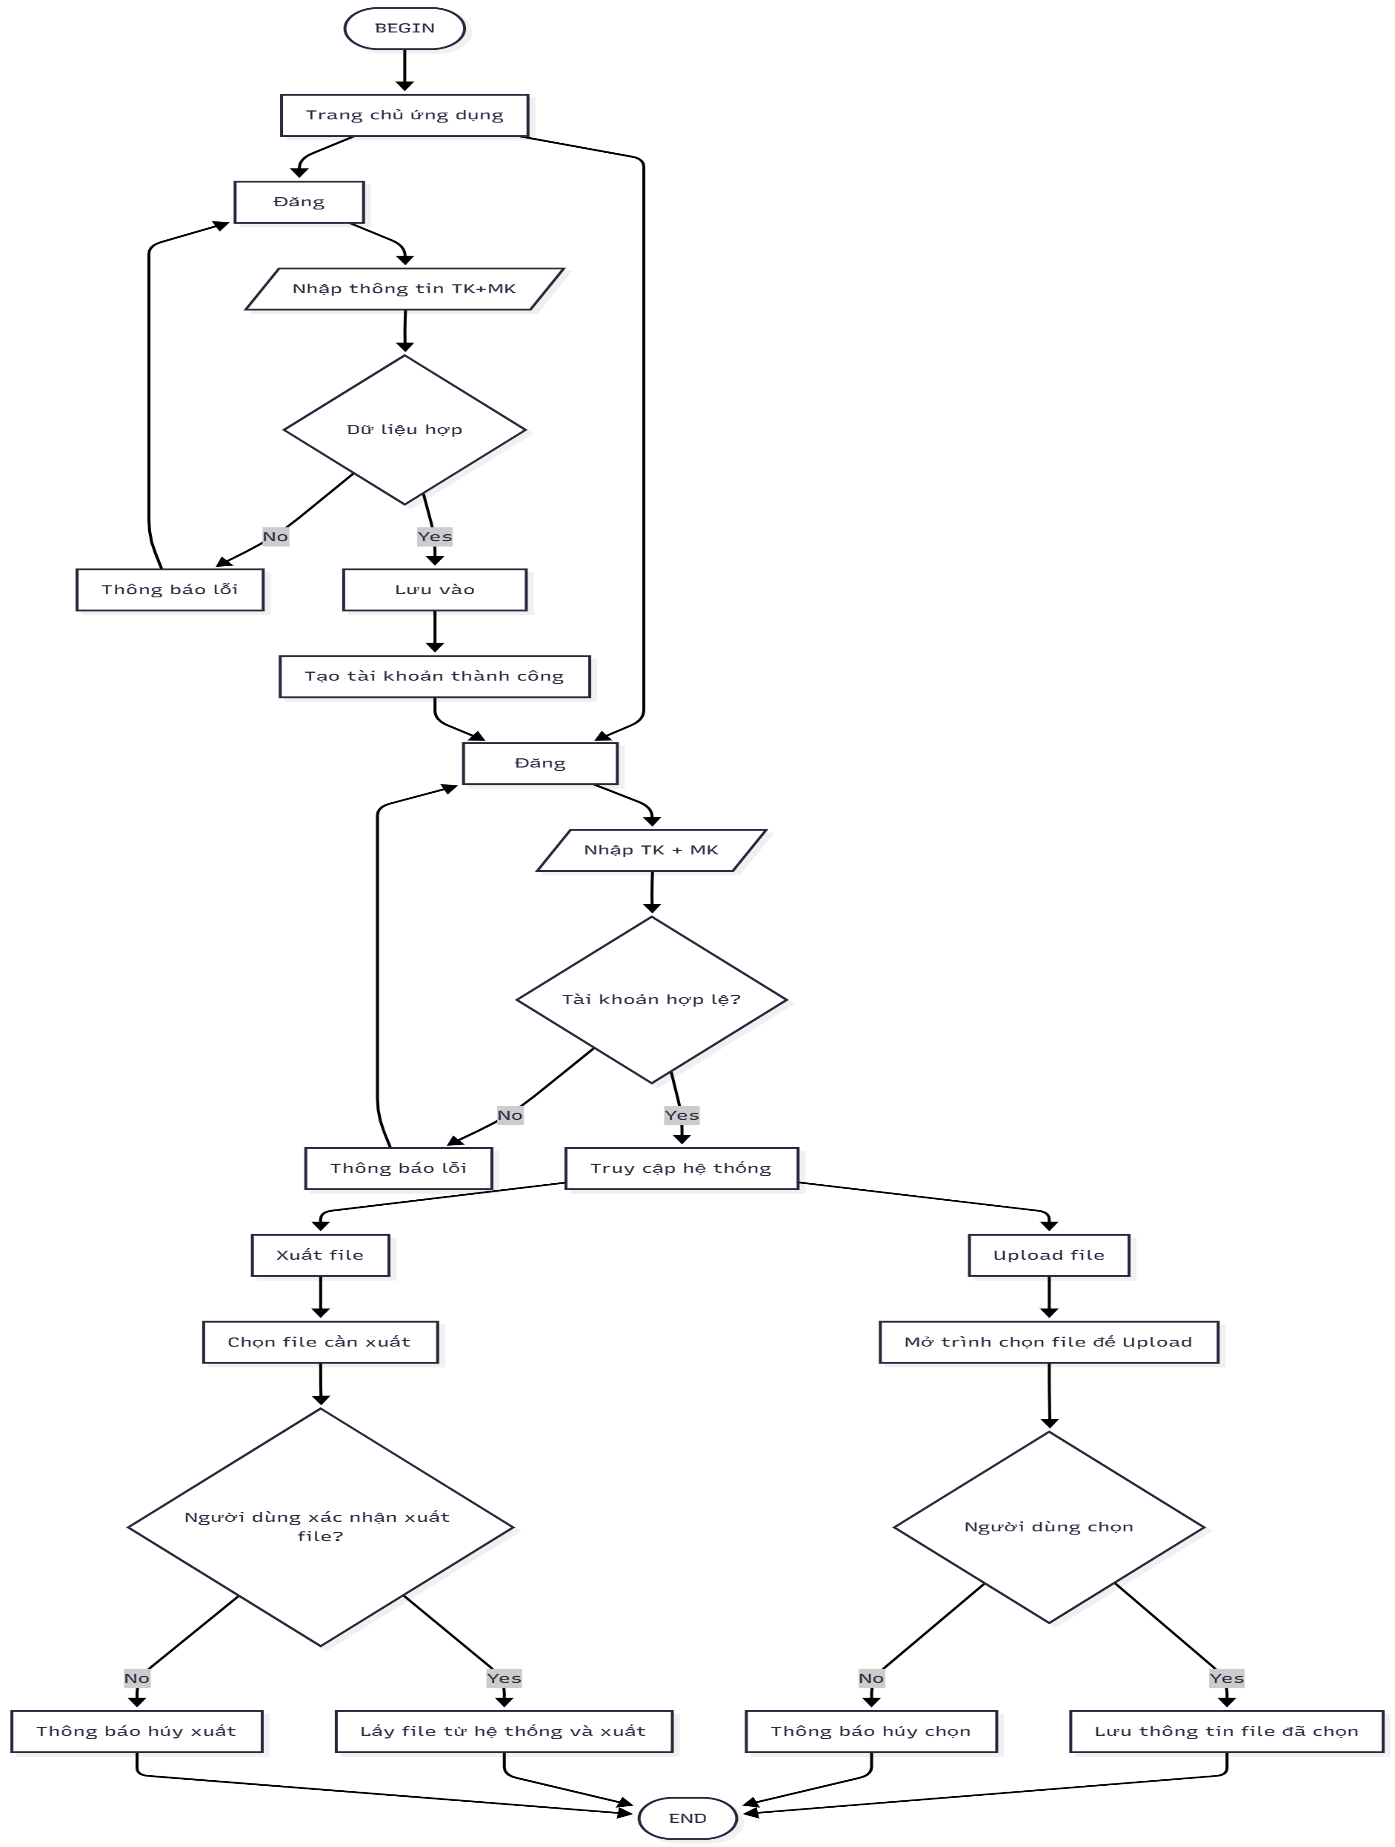 BEGIN
Trang chủ ứng dụng
Đăng
Nhập thông tin TK+MK
Dữ liệu hợp
No
Yes
Thông báo lỗi
Lưu vào
Tạo tài khoản thành công
Đăng
Nhập TK + MK
Tài khoản hợp lệ?
No
Yes
Thông báo lỗi
Truy cập hệ thống
Xuất file
Upload file
Chọn file cần xuất
Mở trình chọn file để Upload
Người dùng xác nhận xuất
file?
Người dùng chọn
No
Yes
No
Yes
Thông báo hủy xuất
Lấy file từ hệ thống và xuất
Thông báo hủy chọn
Lưu thông tin file đã chọn
END